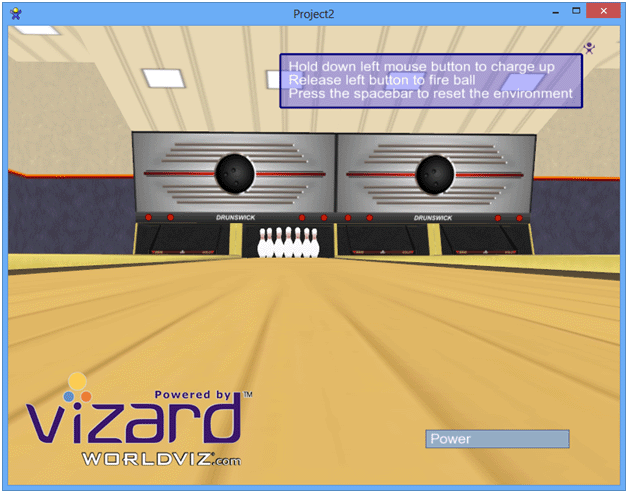 Project2
Hold down left mouse button to charge up
Release left button to fire ball
Press the spacebar to reset the environment
DRUNSWICK
DRUNSWICK
Powered by
vizard™
WORLDVIZ.com
Power